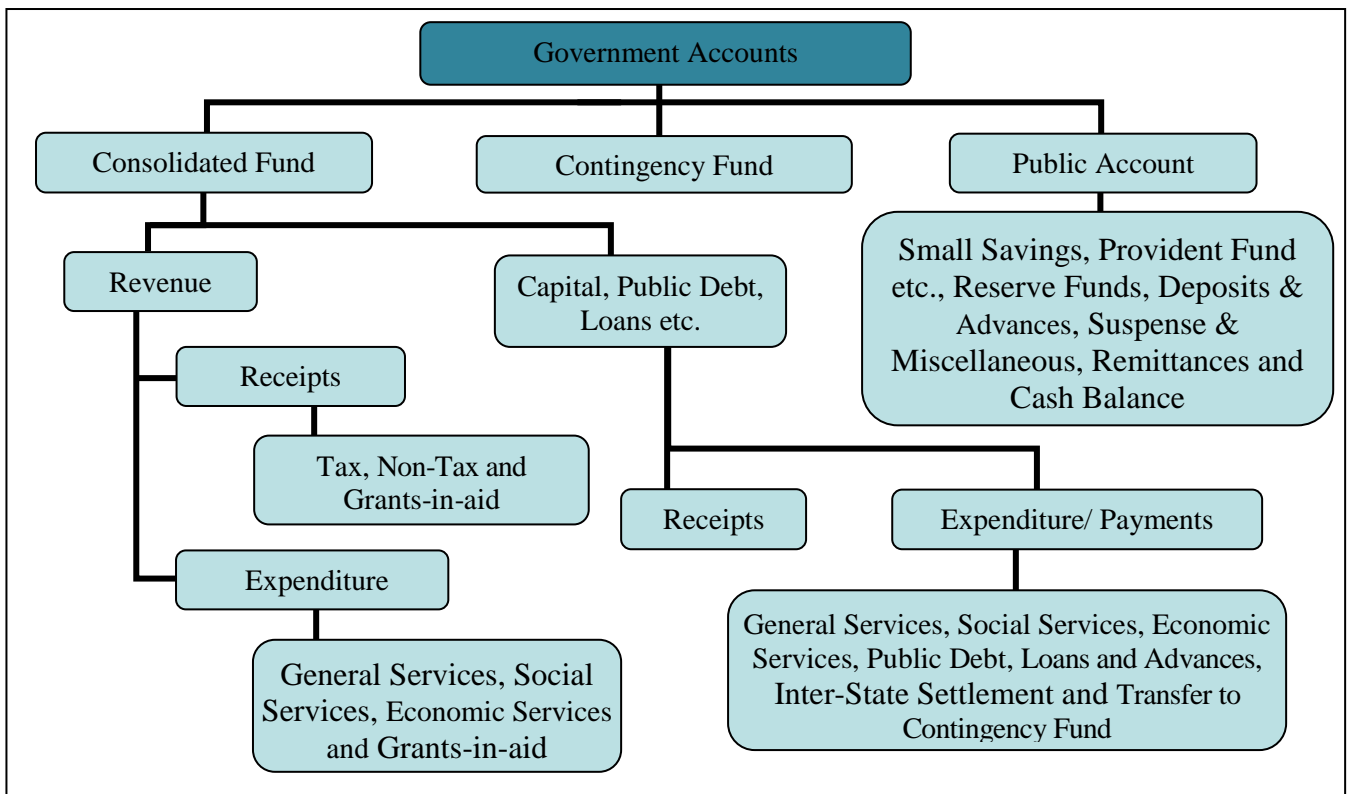 Government Accounts
Consolidated Fund
Contingency Fund
Public Account
Revenue
Capital, Public Debt,
Loans etc.
Small Savings, Provident Fund
etc., Reserve Funds, Deposits &
Advances, Suspense &
Miscellaneous, Remittances and
Cash Balance
Receipts
Tax, Non-Tax and
Grants-in-aid
Receipts
Expenditure/ Payments
Expenditure
General Services, Social
Services, Economic Services
and Grants-in-aid
General Services, Social Services, Economic
Services, Public Debt, Loans and Advances,
Inter-State Settlement and Transfer to
Contingency Fund